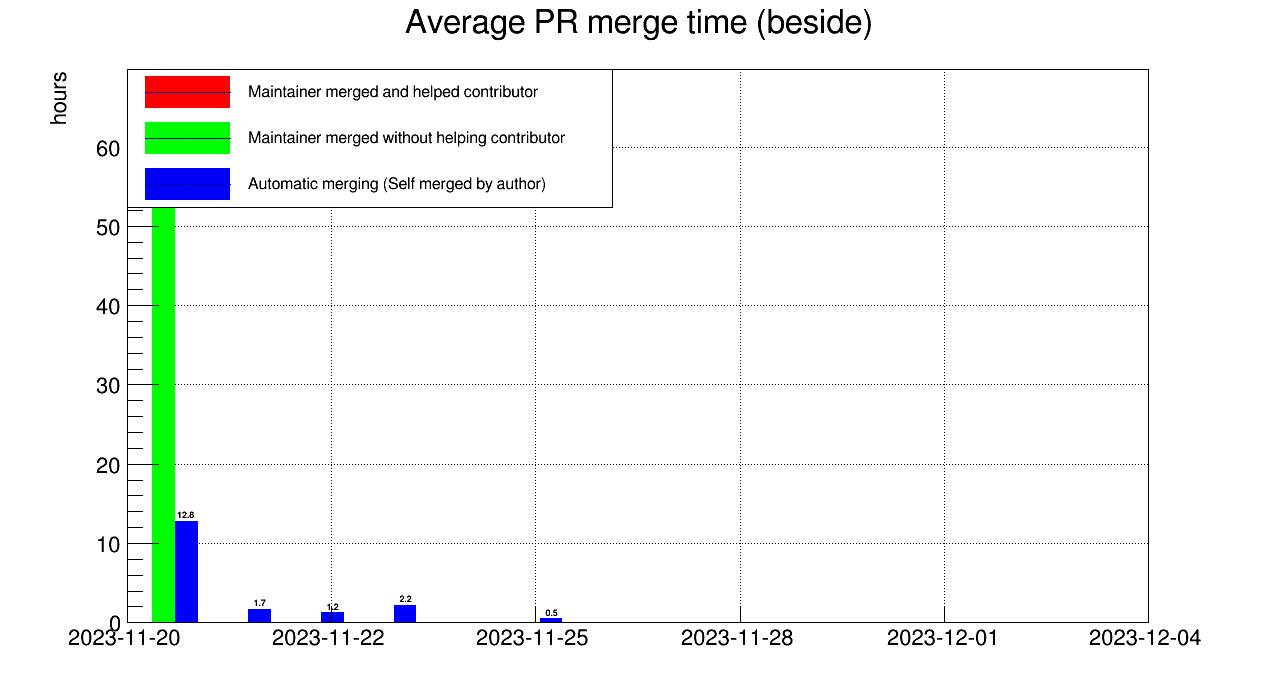 Average PR merge time (beside)
hours
Maintainer merged and helped contributor
Maintainer merged without helping contributor
Automatic merging (Self merged by author)
60
50
40
30
20
10
0
12.8
1.7
1.2
2.2
0.5
2023-11-20 2023-11-22 2023-11-25 2023-11-28 2023-12-01 2023-12-04